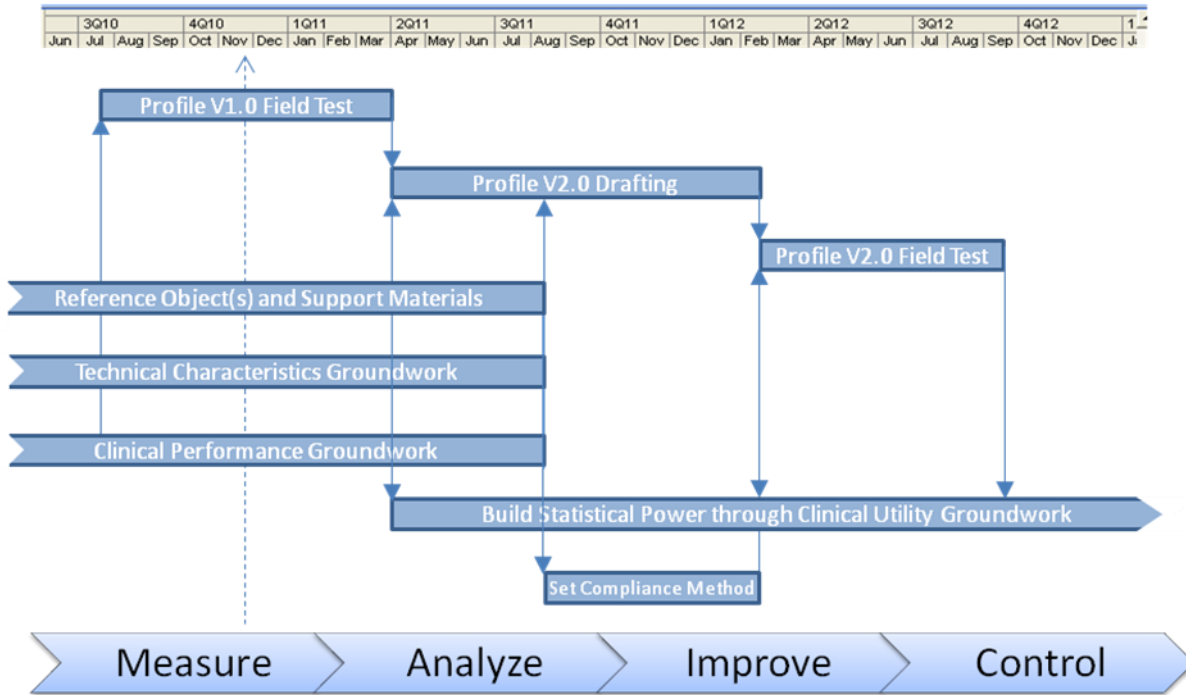 3Q10 4Q10 1Q11 2Q11 3Q11 4Q11 1Q12 2Q12 3Q12 4Q12 1
Jun Jul Aug Sep Oct Nov Dec Jan Feb Mar Apr May Jun Jul Aug Sep Oct Nov Dec Jan Feb Mar Apr May Jun Jul Aug Sep Oct Nov Dec
Profile V1.0 Field Test
Profile V2.0 Drafting
Profile V2.0 Field Test
Reference Object(s) and Support Materials
Technical Characteristics Groundwork
Clinical Performance Groundwork
Build Statistical Power through Clinical Utility Groundwork
Set Compliance Method
Measure Analyze Improve Control